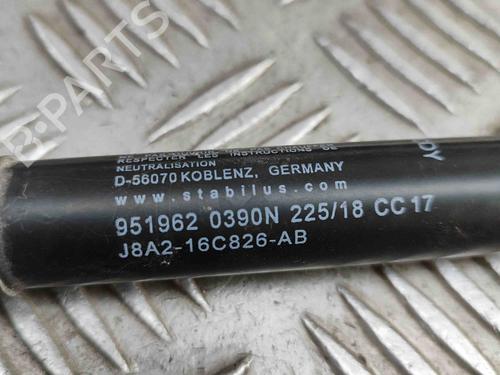 RESPECTER LES INSTRUCTIONS DE
NEUTRALISATION
D-56070 KOBLENZ, GERMANY
www.stabilus.com
951962 0390N 225/18 CC17
J8A2-16C826-AB
B-PARTS